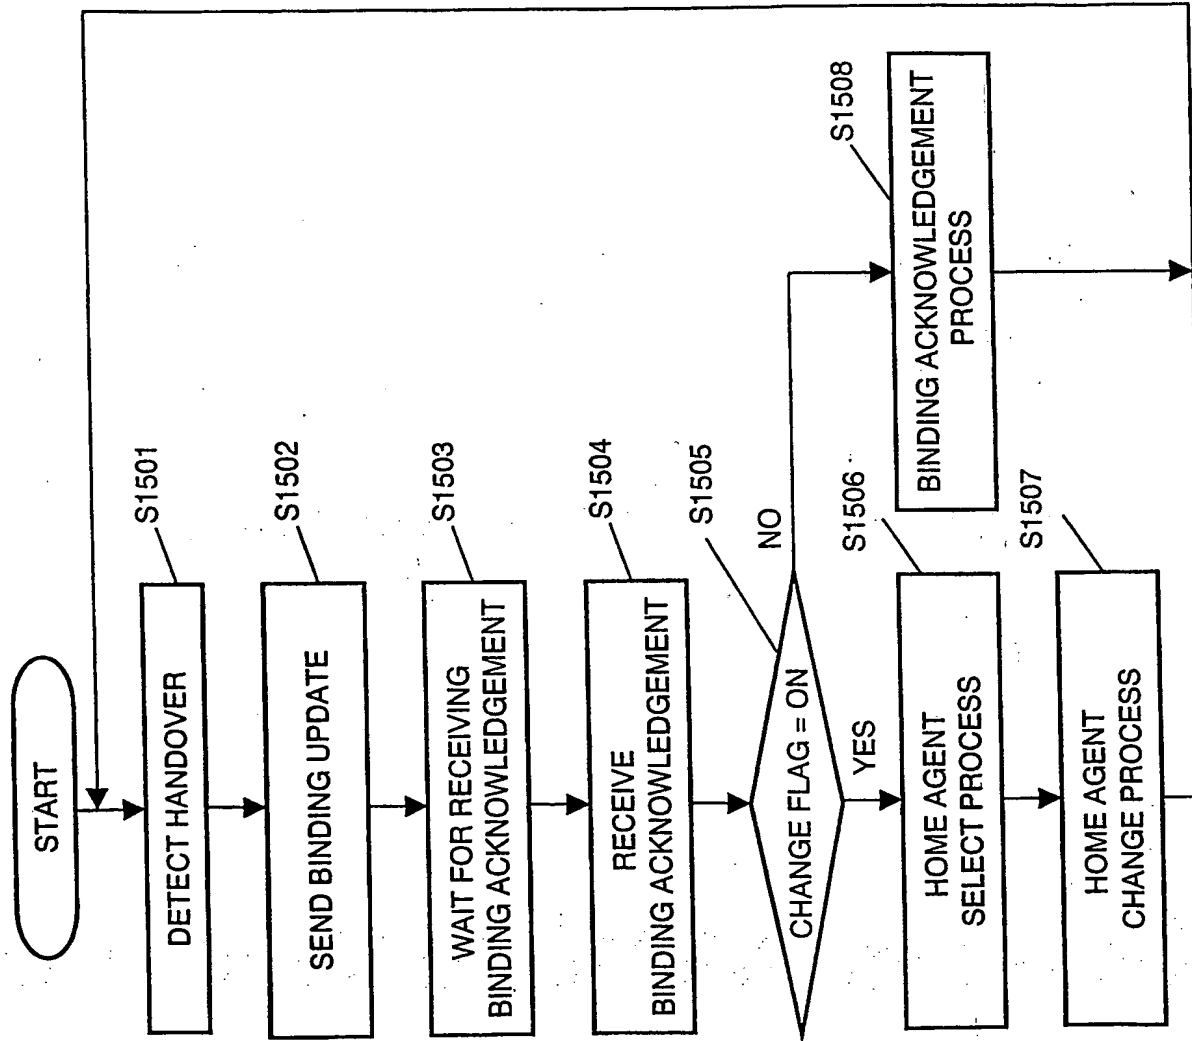 START
DETECT HANDOVER
S1501
SEND BINDING UPDATE
S1502
WAIT FOR RECEIVING
BINDING ACKNOWLEDGEMENT
S1503
RECEIVE
BINDING ACKNOWLEDGEMENT
S1504
CHANGE FLAG = ON
S1505
NO
YES
HOME AGENT
SELECT PROCESS
S1506
HOME AGENT
CHANGE PROCESS
S1507
BINDING ACKNOWLEDGEMENT
PROCESS
S1508